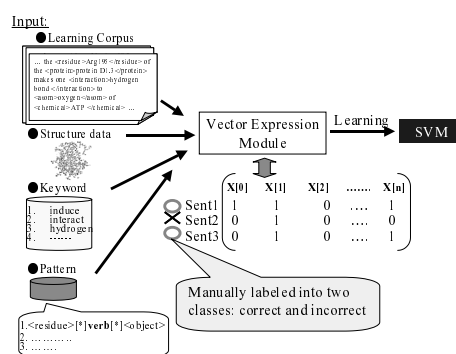 Input:
●Learning Corpus
... the <residue>Arg195</residue> of
the <protein>protein D1.3</protein>
makes one <interaction>hydrogen
bond</interaction> to
<atom>oxygen</atom> of
<chemical>ATP </chemical> ...
●Structure data
●Keyword
1. induce
2. interact
3. hydrogen
4. ......
●Pattern
1.<residue>[*]verb[*]<object>
2. ...........
3. .......
Vector Expression
Module
Learning
SVM
X[0] X[1] X[2] ....... X[n]
Sent1 1 1 0 .... 1
Sent2 0 1 0 .... 0
Sent3 0 1 0 .... 1
Manually labeled into two
classes: correct and incorrect